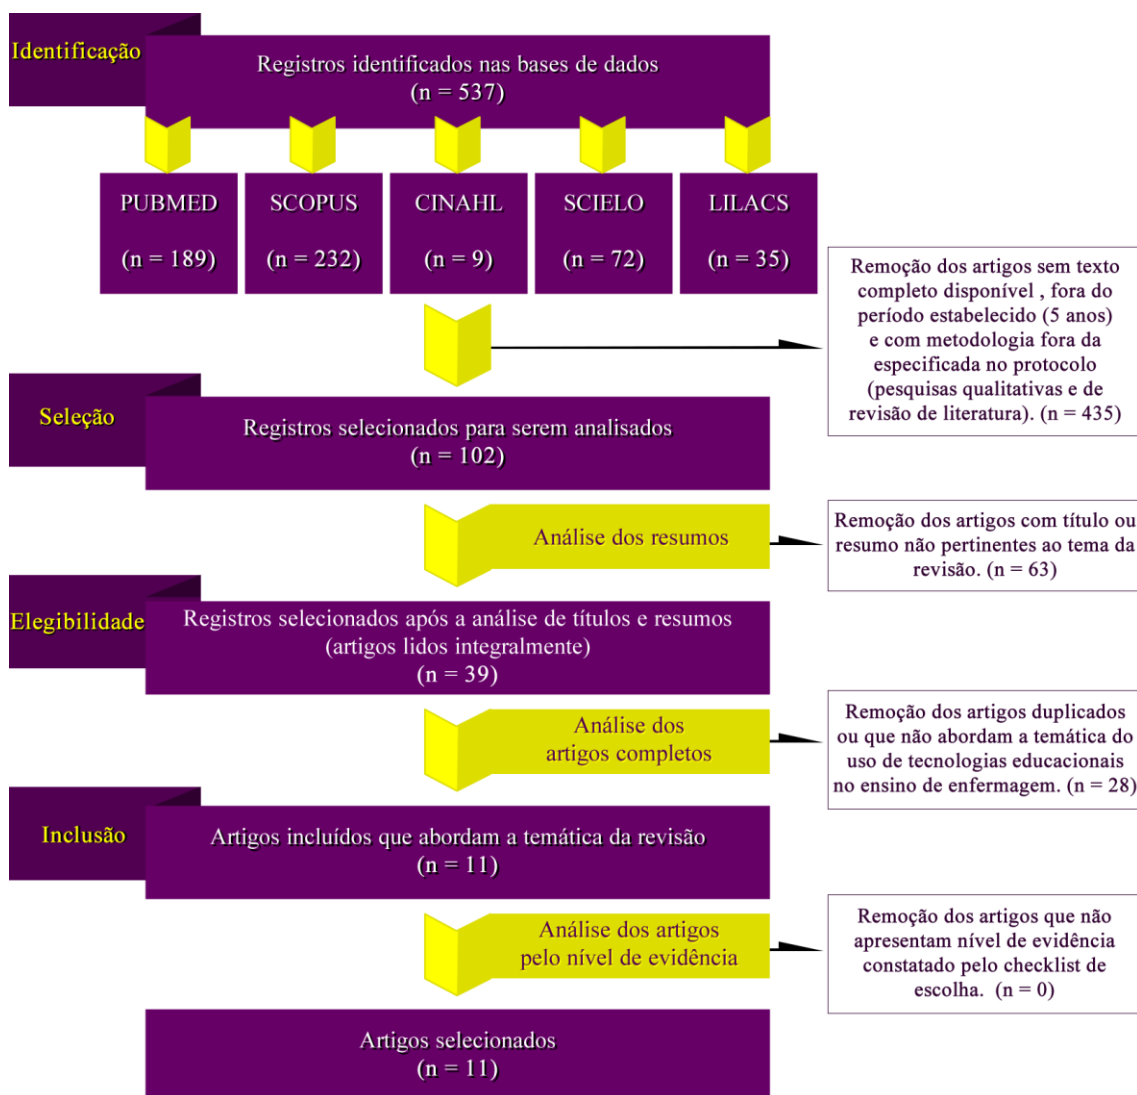 Identificação
Registros identificados nas bases de dados
(n = 537)
PUBMED
(n = 189)
SCOPUS
(n = 232)
CINAHL
(n = 9)
SCIELO
(n = 72)
LILACS
(n = 35)
Remoção dos artigos sem texto
completo disponível , fora do
período estabelecido (5 anos)
e com metodologia fora da
especificada no protocolo
(pesquisas qualitativas e de
revisão de literatura). (n = 435)
Seleção
Registros selecionados para serem analisados
(n = 102)
Análise dos resumos
Remoção dos artigos com título ou
resumo não pertinentes ao tema da
revisão. (n = 63)
Elegibilidade
Registros selecionados após a análise de títulos e resumos
(artigos lidos integralmente)
(n = 39)
Análise dos
artigos completos
Remoção dos artigos duplicados
ou que não abordam a temática do
uso de tecnologias educacionais
no ensino de enfermagem. (n = 28)
Inclusão
Artigos incluídos que abordam a temática da revisão
(n = 11)
Análise dos artigos
pelo nível de evidência
Remoção dos artigos que não
apresentam nível de evidência
constatado pelo checklist de
escolha. (n = 0)
Artigos selecionados
(n = 11)